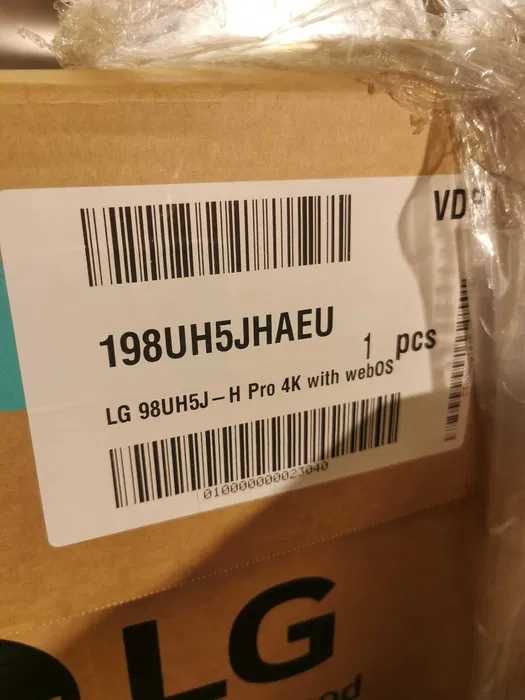 VD
198UH5JHAEU
1 pcs
LG 98UH5J-H Pro 4K with webOS
010000000023040
LG